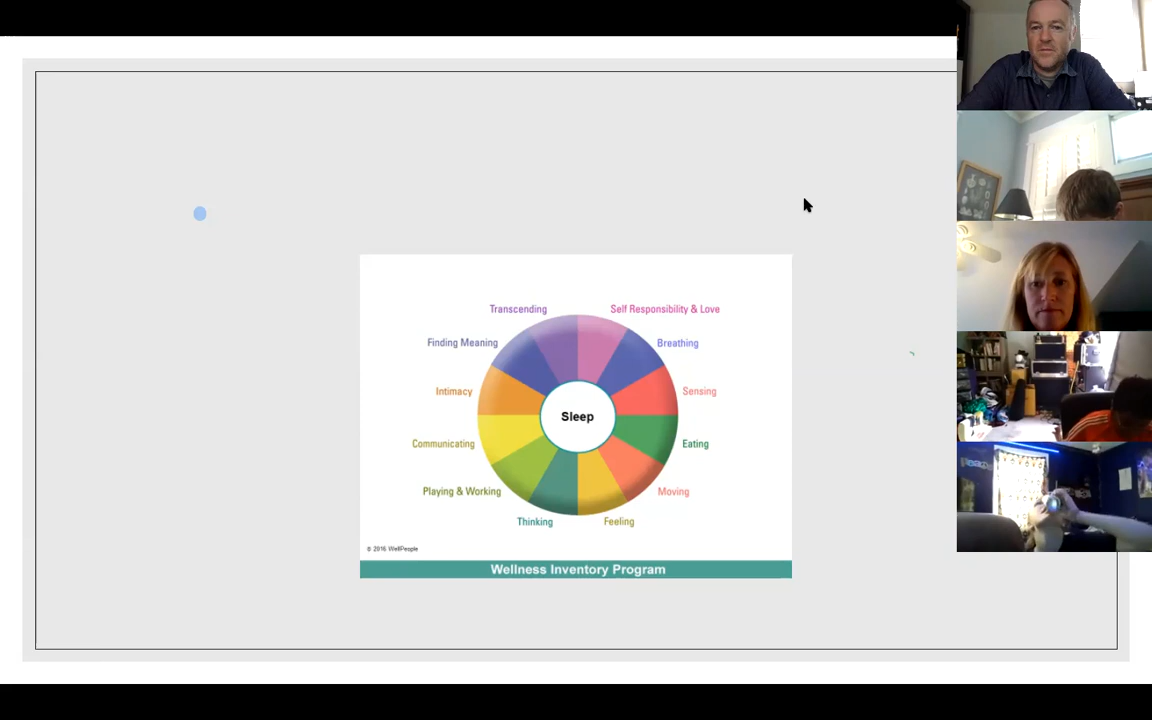 Transcending
Self Responsibility & Love
Finding Meaning
Breathing
Intimacy
Sensing
Sleep
Communicating
Eating
Playing & Working
Moving
Thinking
Feeling
© 2016 WellPeople
Wellness Inventory Program